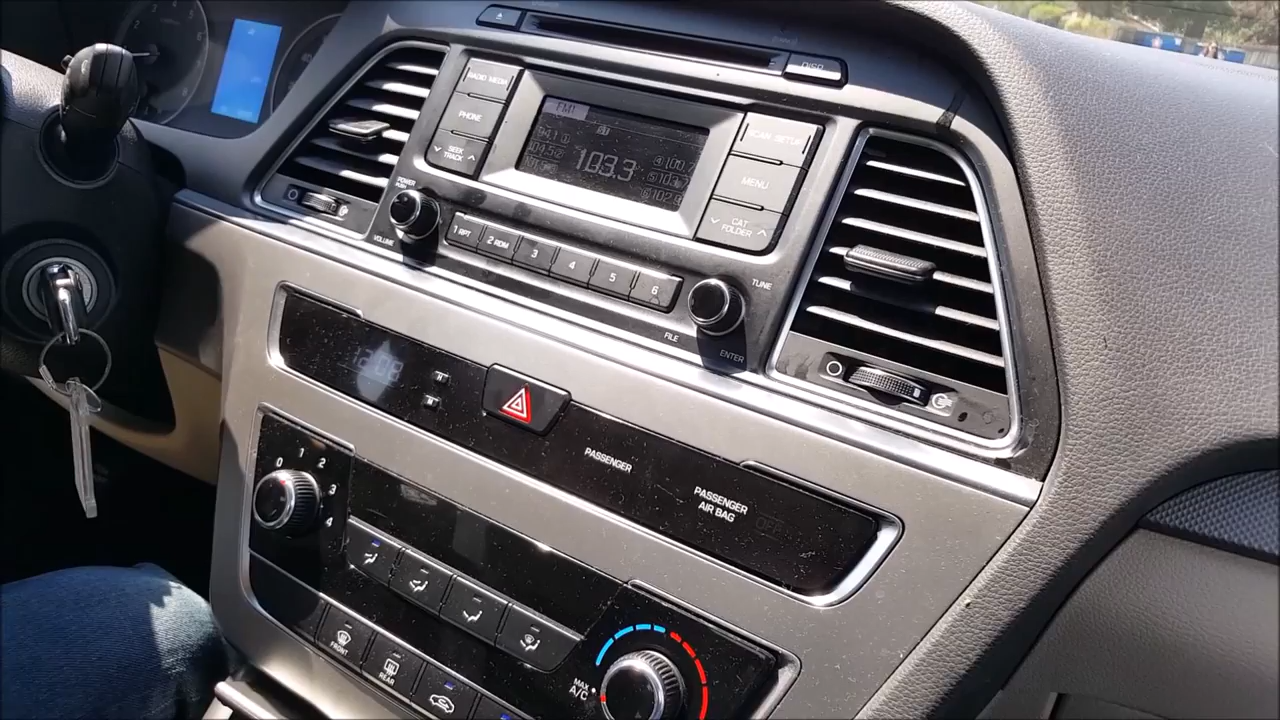 DISC
RADIO MEDIA
PHONE
SEEK
TRACK
FM1
103.3
SCAN SETUP
MENU
CAT
FOLDER
POWER
PUSH
VOLUME
1 RPT
2 RDM
3
4
5
6
TUNE
FILE
ENTER
12:08
H
M
PASSENGER
PASSENGER
AIR BAG
OFF
0
1
2
3
4
FRONT
REAR
MAX
A/C